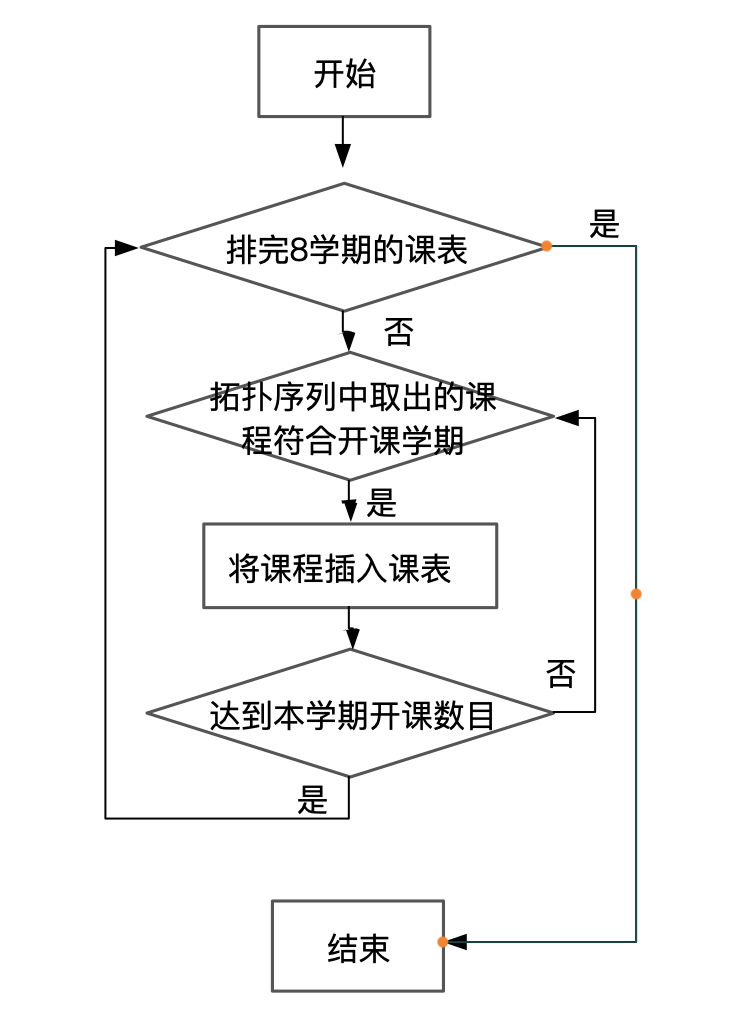 开始
排完8学期的课表
是
否
拓扑序列中取出的课
程符合开课学期
是
将课程插入课表
否
达到本学期开课数目
是
结束